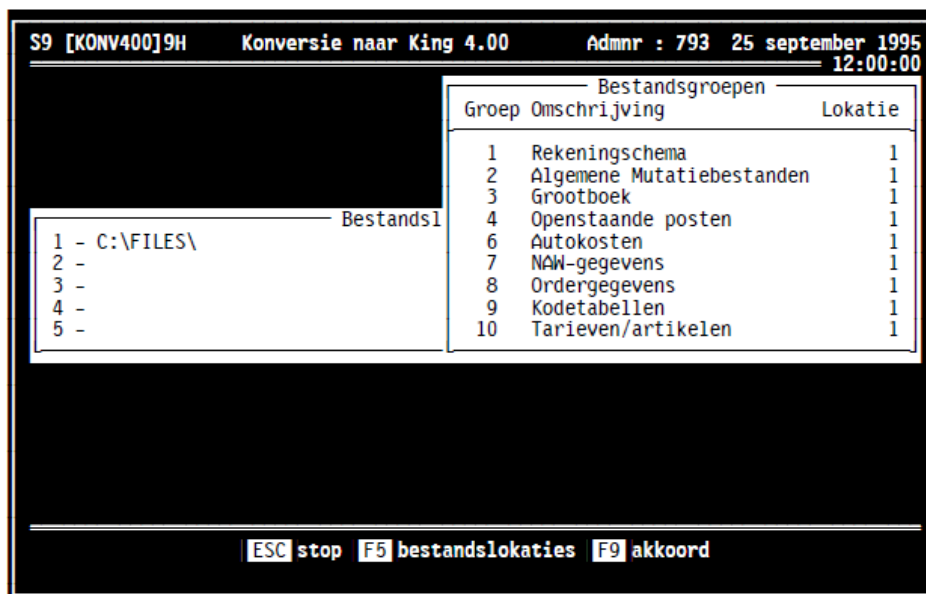 S9 [KONV400]9H Konversie naar King 4.00 Admnr : 793 25 september 1995
12:00:00
Bestandsgroepen
Groep Omschrijving Lokatie
1 Rekeningschema 1
2 Algemene Mutatiebestanden 1
3 Grootboek 1
4 Openstaande posten 1
6 Autokosten 1
7 NAW-gegevens 1
8 Ordergegevens 1
9 Kodetabellen 1
10 Tarieven/artikelen 1
Bestandsl
1 - C:\FILES\
2 -
3 -
4 -
5 -
ESC stop F5 bestandslokaties F9 akkoord